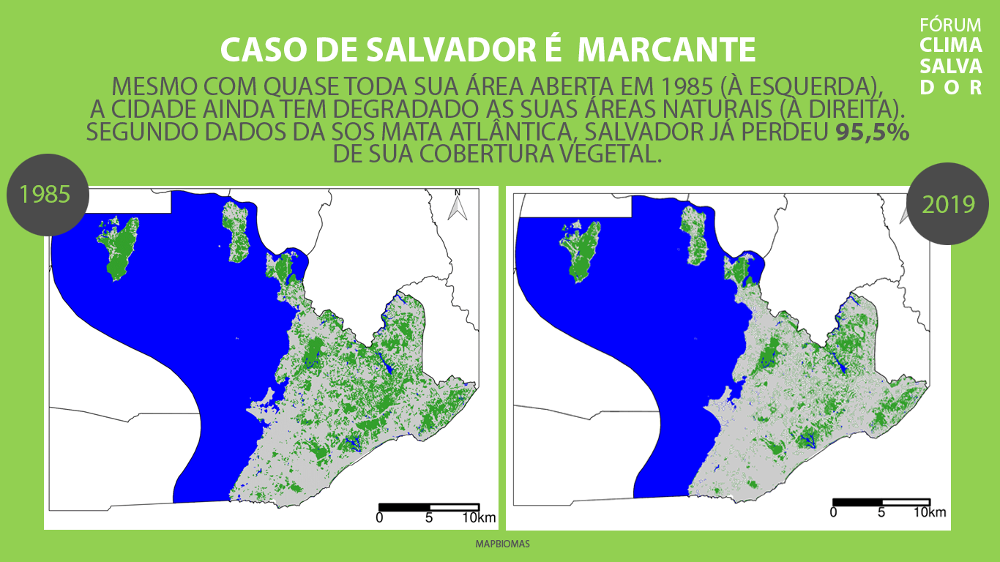 CASO DE SALVADOR É MARCANTE
FÓRUM
CLIMA
SALVA
DOR
MESMO COM QUASE TODA SUA ÁREA ABERTA EM 1985 (À ESQUERDA),
A CIDADE AINDA TEM DEGRADADO AS SUAS ÁREAS NATURAIS (À DIREITA).
SEGUNDO DADOS DA SOS MATA ATLÂNTICA, SALVADOR JÁ PERDEU 95,5%
DE SUA COBERTURA VEGETAL.
1985
N
2019
0 5 10km
0 5 10km
MAPBIOMAS